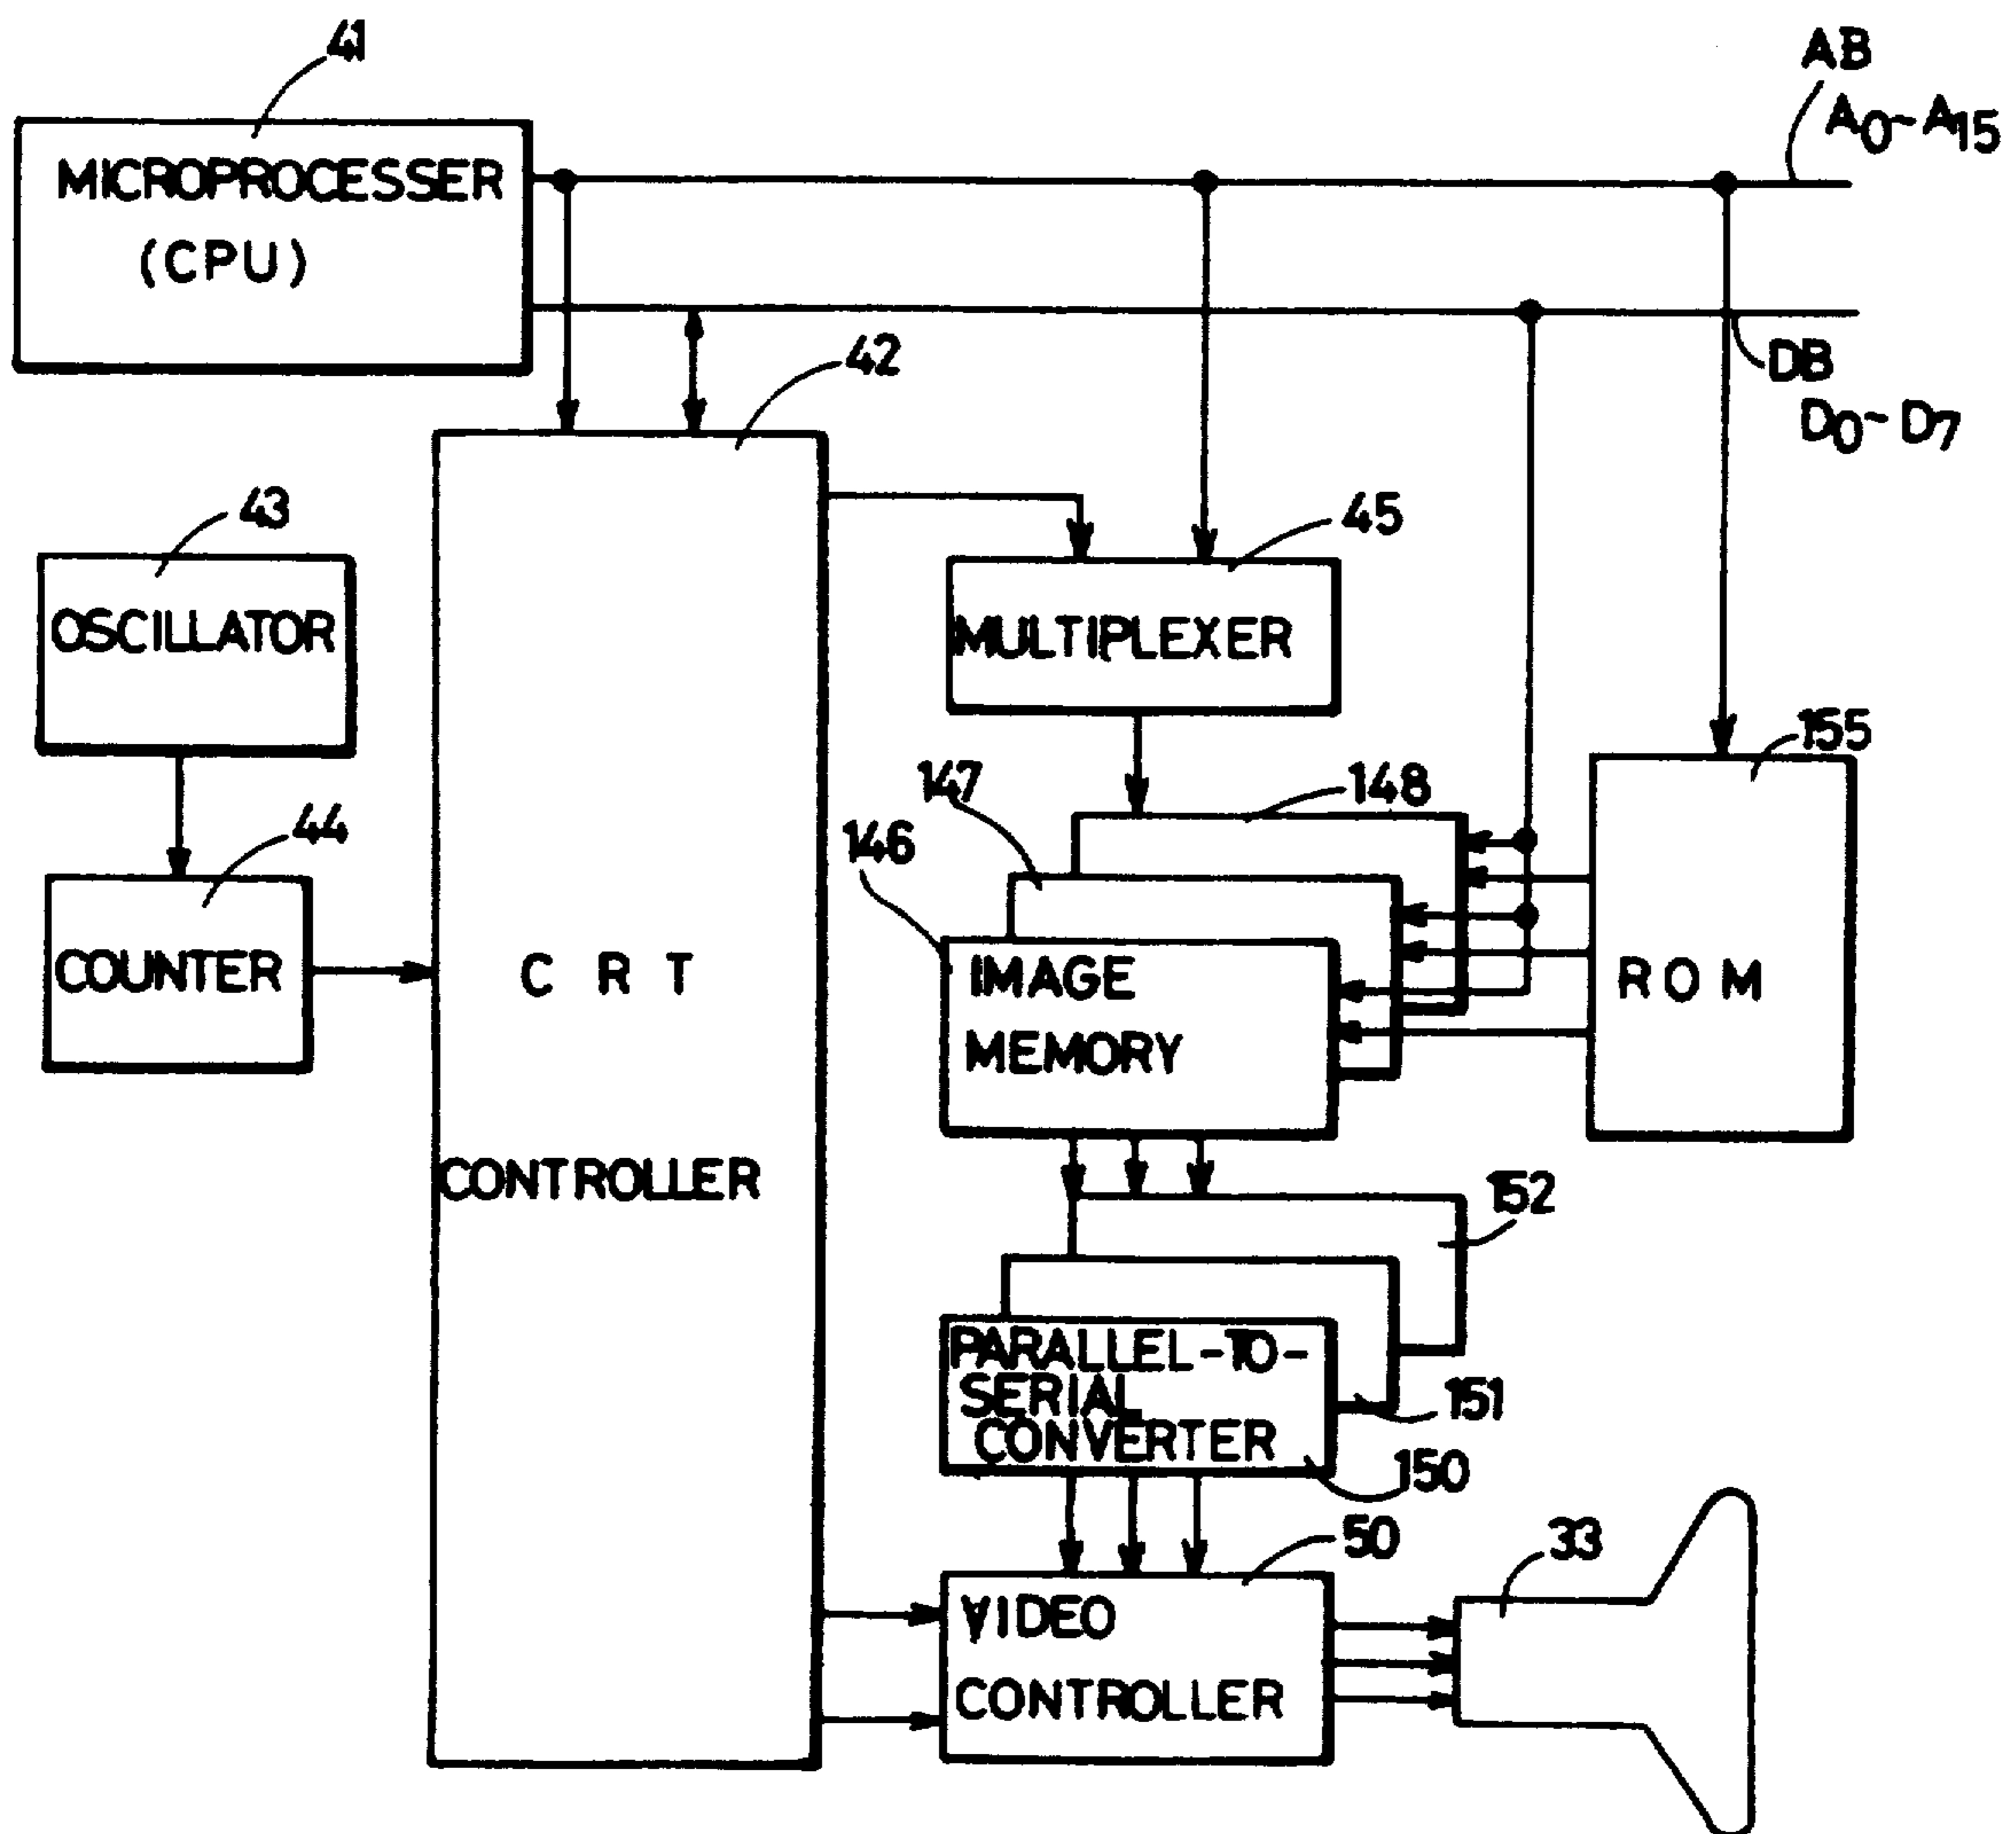 41
AB
A0~A15
MICROPROCESSER
(CPU)
42
DB
D0~D7
43
45
OSCILLATOR
MULTIPLEXER
155
147
148
44
146
COUNTER
C R T
IMAGE
ROM
MEMORY
CONTROLLER
152
PARALLEL-TO-
SERIAL
151
CONVERTER
150
50
33
VIDEO
CONTROLLER